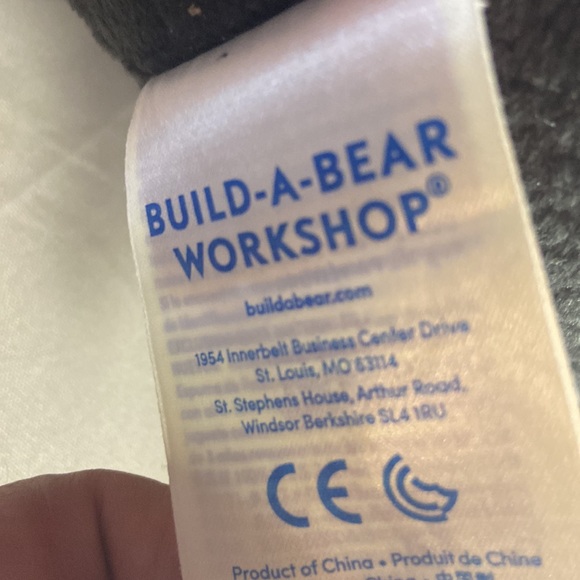 BUILD-A-BEAR
WORKSHOP®
buildabear.com
1954 Innerbelt Business Center Drive
St. Louis, MO 63114
St. Stephens House, Arthur Road,
Windsor Berkshire SL4 1RU
CE
Product of China • Produit de Chine